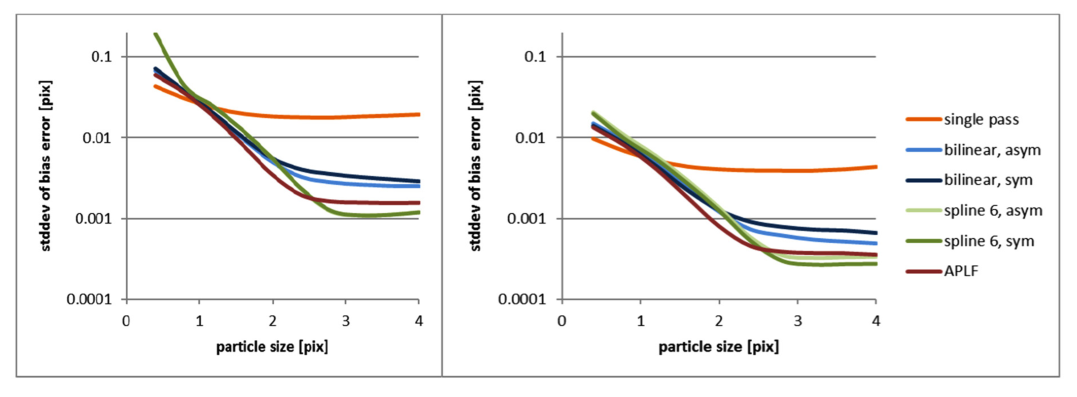 0.1
0.01
0.001
0.0001
0 1 2 3 4
stddev of bias error [pix]
particle size [pix]
0.1
0.01
0.001
0.0001
0 1 2 3 4
stddev of bias error [pix]
particle size [pix]
single pass
bilinear, asym
bilinear, sym
spline 6, asym
spline 6, sym
APLF